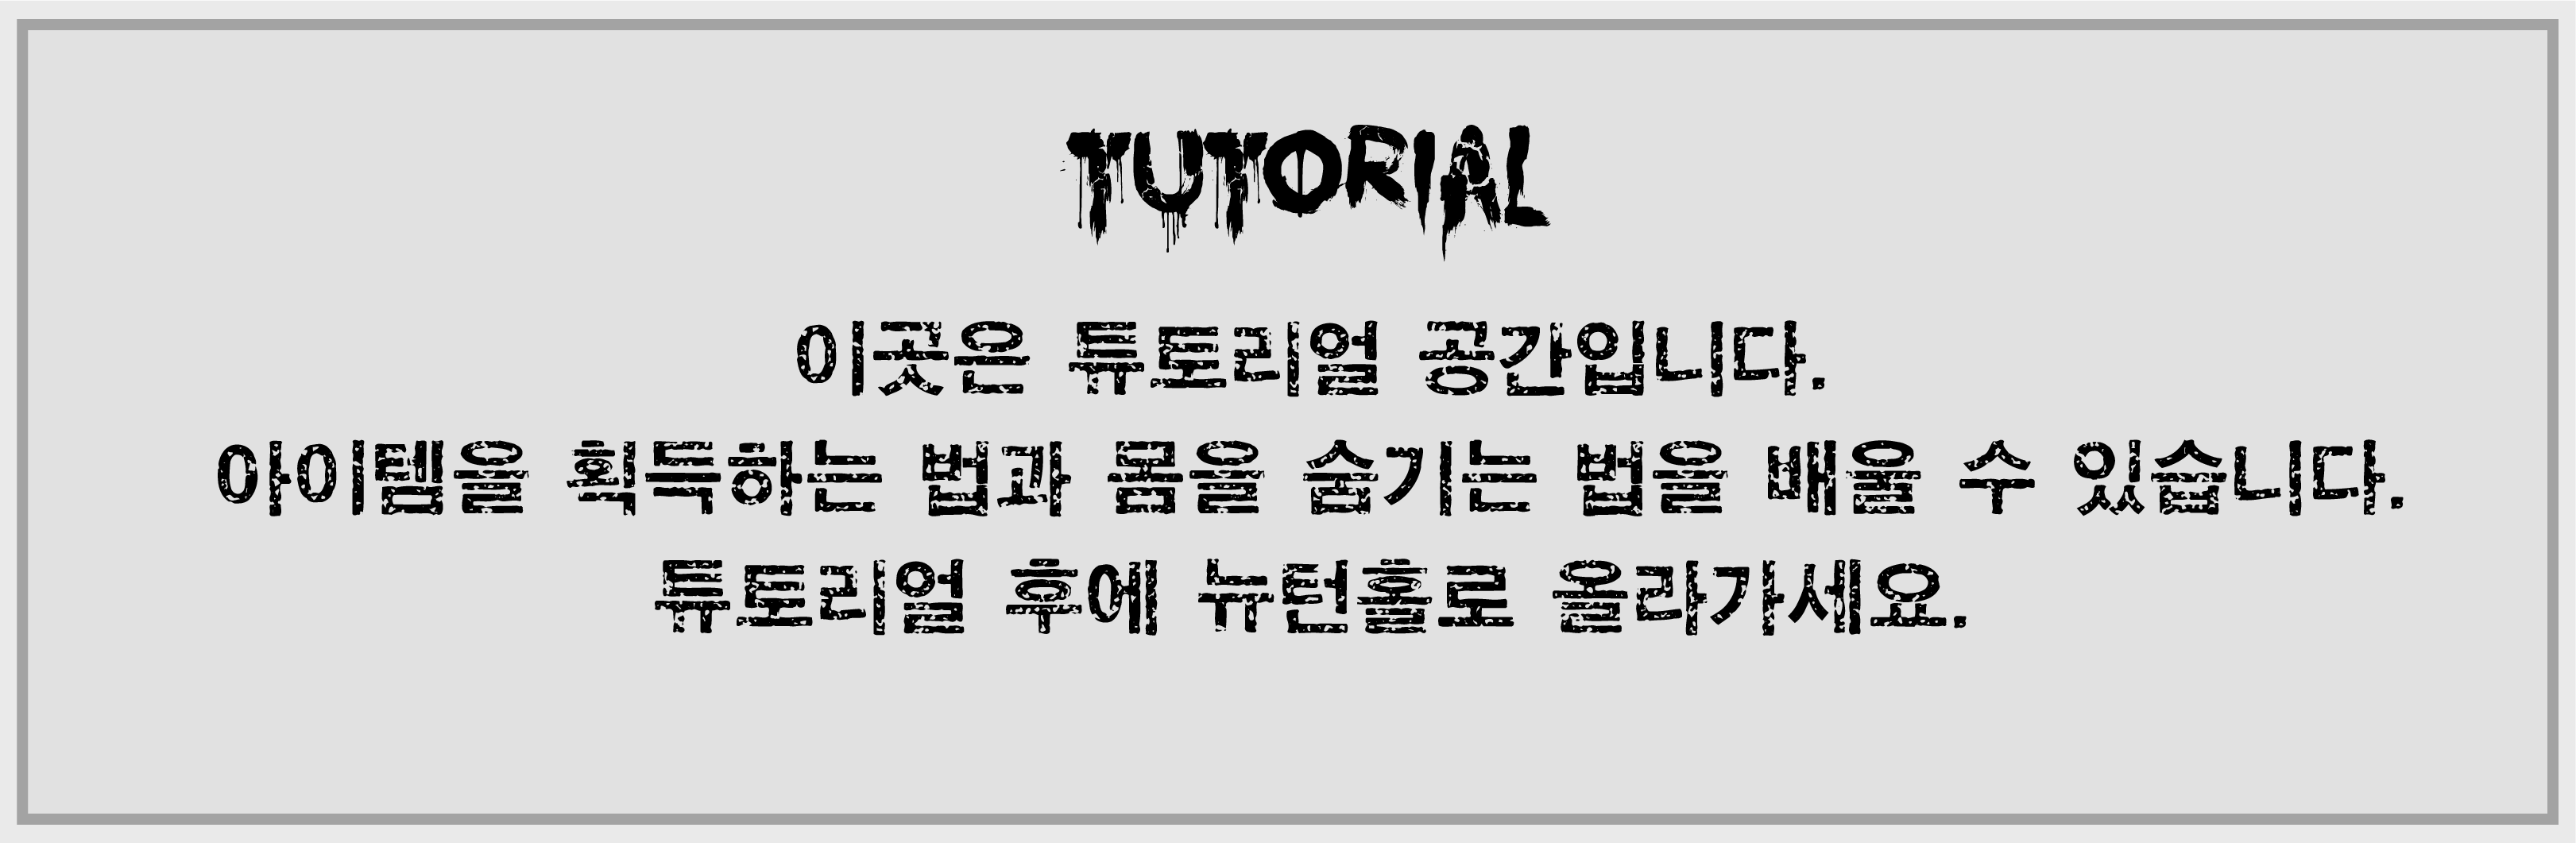 TUTORIAL
이곳은 튜토리얼 공간입니다.
아이템을 획득하는 법과 몸을 숨기는 법을 배울 수 있습니다.
튜토리얼 후에 뉴턴홀로 올라가세요.